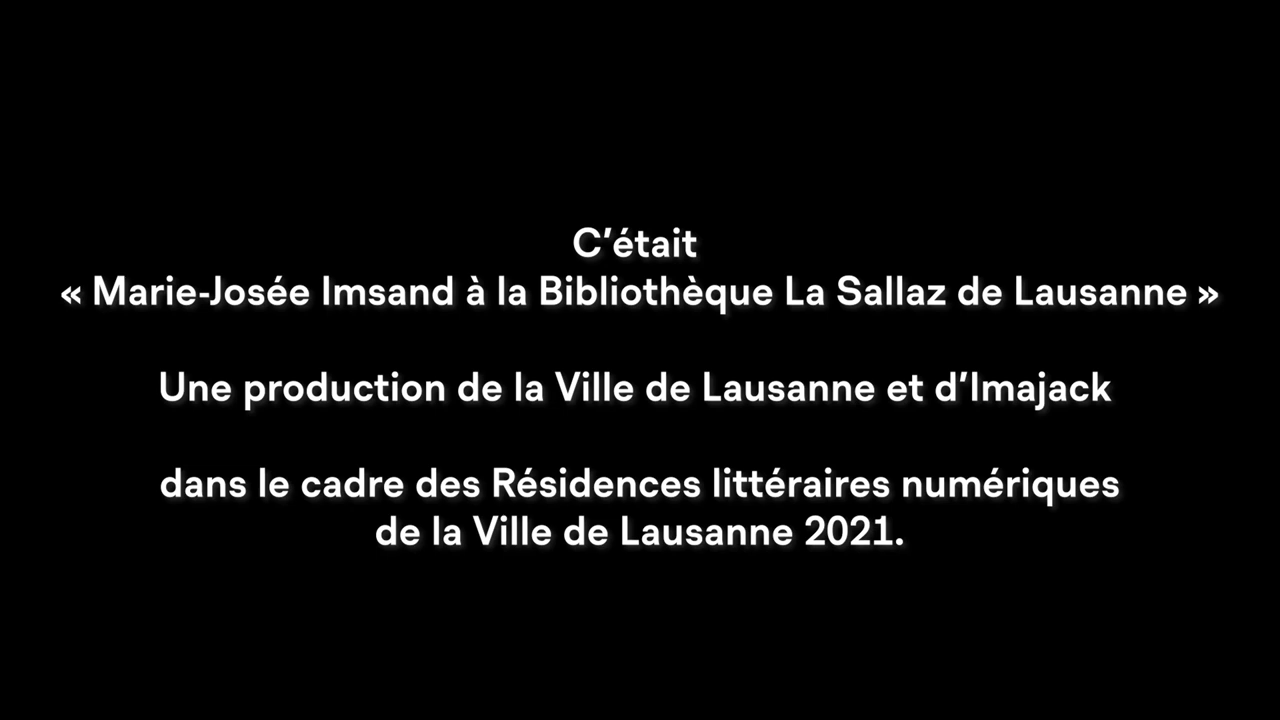 C’était
« Marie-Josée Imsand à la Bibliothèque La Sallaz de Lausanne »
Une production de la Ville de Lausanne et d’Imajack
dans le cadre des Résidences littéraires numériques
de la Ville de Lausanne 2021.